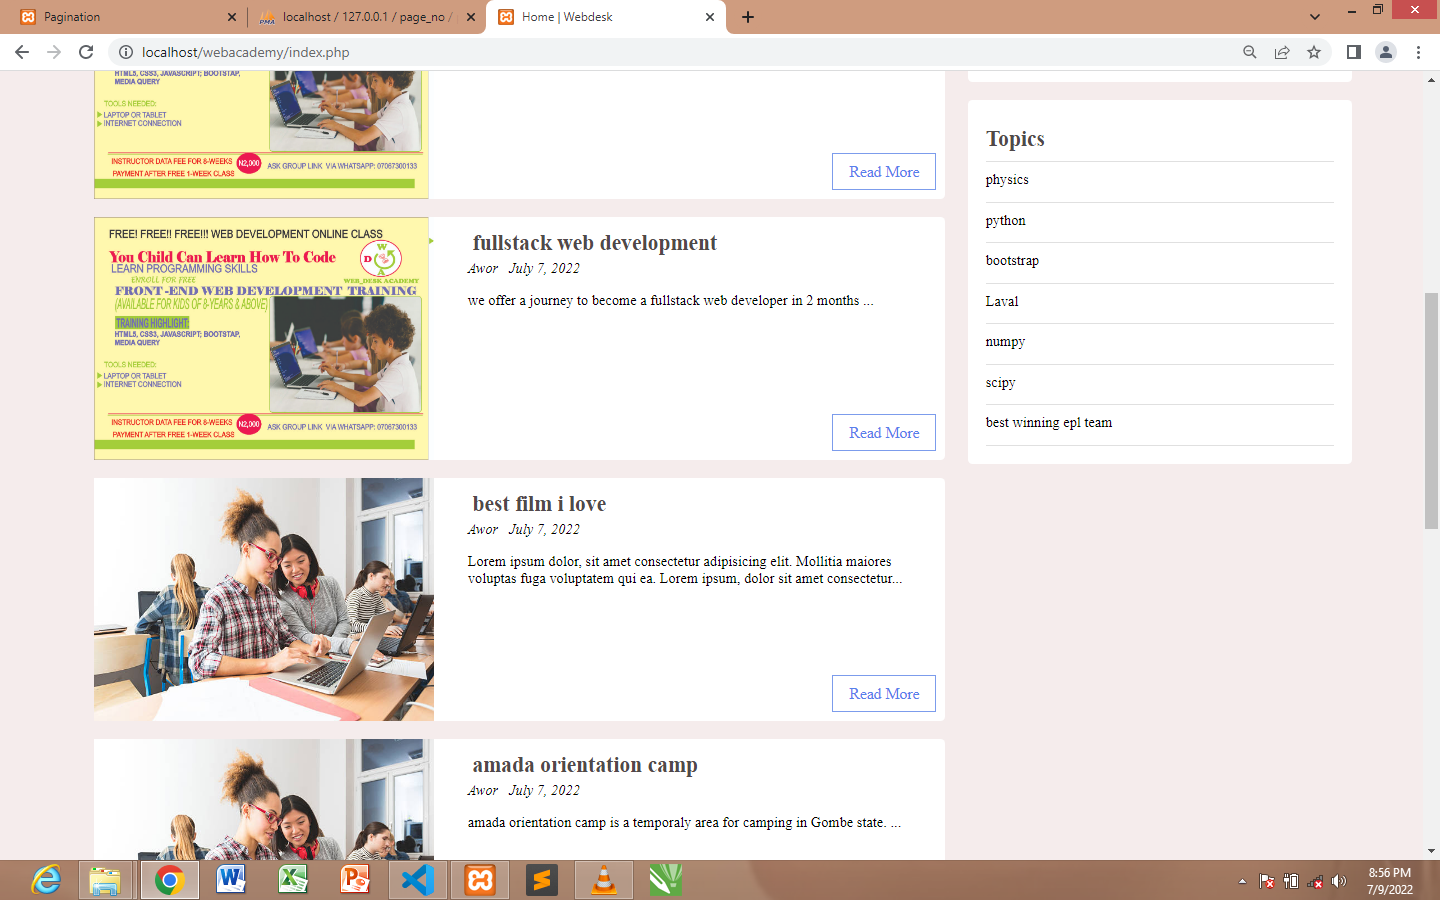 Pagination
localhost / 127.0.0.1 / page_no /
Home | Webdesk
localhost/webacademy/index.php
HTML5, CSS3, JAVASCRIPT; BOOTSTAP,
MEDIA QUERY
TOOLS NEEDED:
LAPTOP OR TABLET
INTERNET CONNECTION
INSTRUCTOR DATA FEE FOR 8-WEEKS
N2,000
ASK GROUP LINK VIA WHATSAPP: 07067300133
PAYMENT AFTER FREE 1-WEEK CLASS
Read More
FREE! FREE!! FREE!!! WEB DEVELOPMENT ONLINE CLASS
You Child Can Learn How To Code
LEARN PROGRAMMING SKILLS
ENROLL FOR FREE
W
D
A
WEB_DESK ACADEMY
FRONT-END WEB DEVELOPMENT TRAINING
(AVAILABLE FOR KIDS OF 8-YEARS & ABOVE)
TRAINING HIGHLIGHT:
HTML5, CSS3, JAVASCRIPT; BOOTSTAP,
MEDIA QUERY
TOOLS NEEDED:
LAPTOP OR TABLET
INTERNET CONNECTION
INSTRUCTOR DATA FEE FOR 8-WEEKS
N2,000
ASK GROUP LINK VIA WHATSAPP: 07067300133
PAYMENT AFTER FREE 1-WEEK CLASS
fullstack web development
Awor July 7, 2022
we offer a journey to become a fullstack web developer in 2 months ...
Read More
best film i love
Awor July 7, 2022
Lorem ipsum dolor, sit amet consectetur adipisicing elit. Mollitia maiores
voluptas fuga voluptatem qui ea. Lorem ipsum, dolor sit amet consectetur...
Read More
amada orientation camp
Awor July 7, 2022
amada orientation camp is a temporaly area for camping in Gombe state. ...
Topics
physics
python
bootstrap
Laval
numpy
scipy
best winning epl team
8:56 PM
7/9/2022